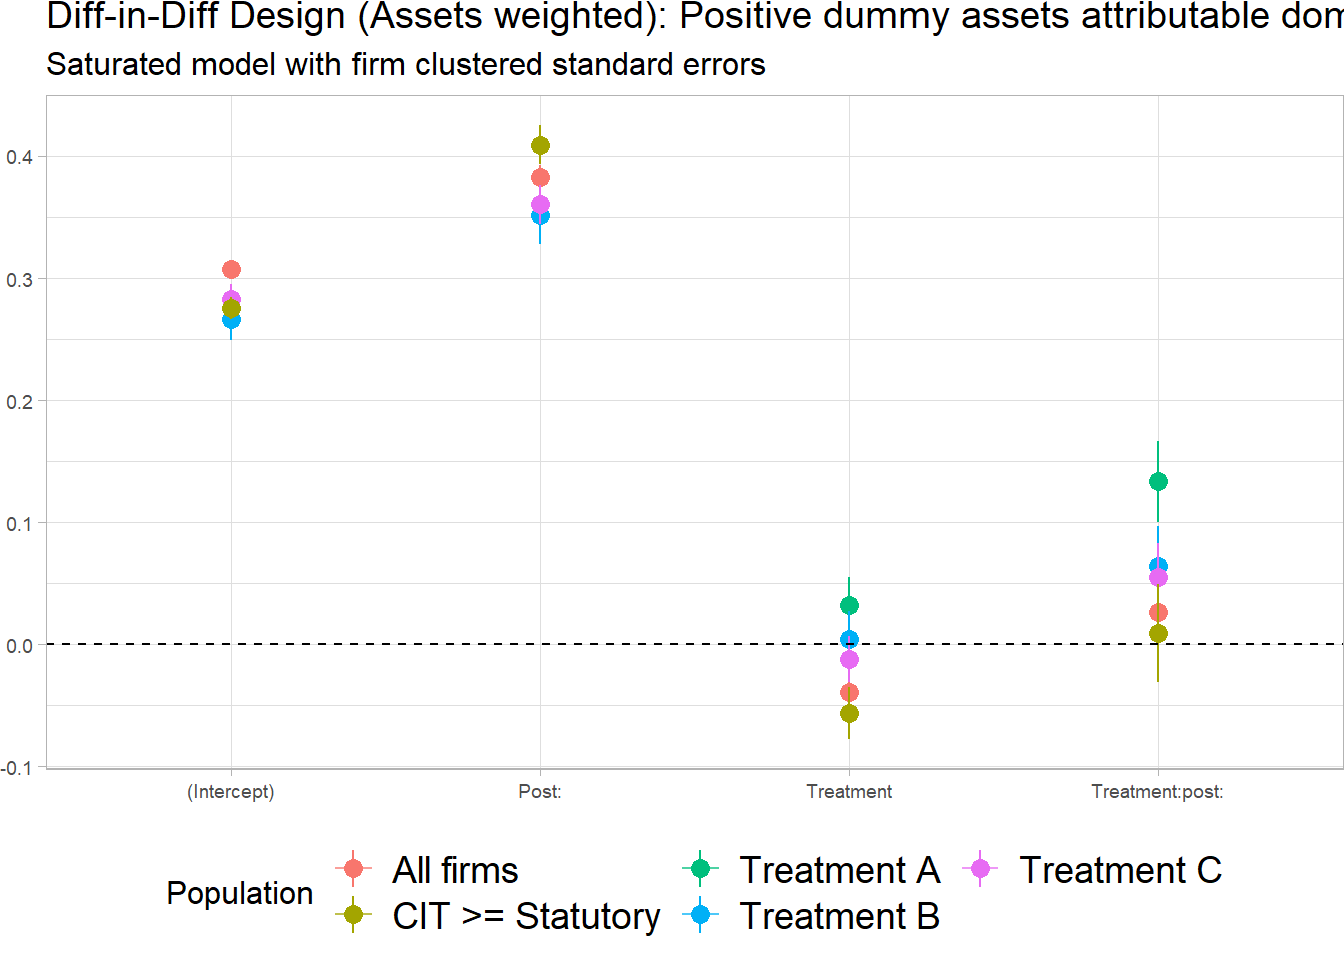 Diff-in-Diff Design (Assets weighted): Positive dummy assets attributable dom
Saturated model with firm clustered standard errors
0.4
0.3
0.2
0.1
0.0
-0.1
(Intercept) Post: Treatment Treatment:post:
Population
All firms Treatment A Treatment C
CIT >= Statutory Treatment B